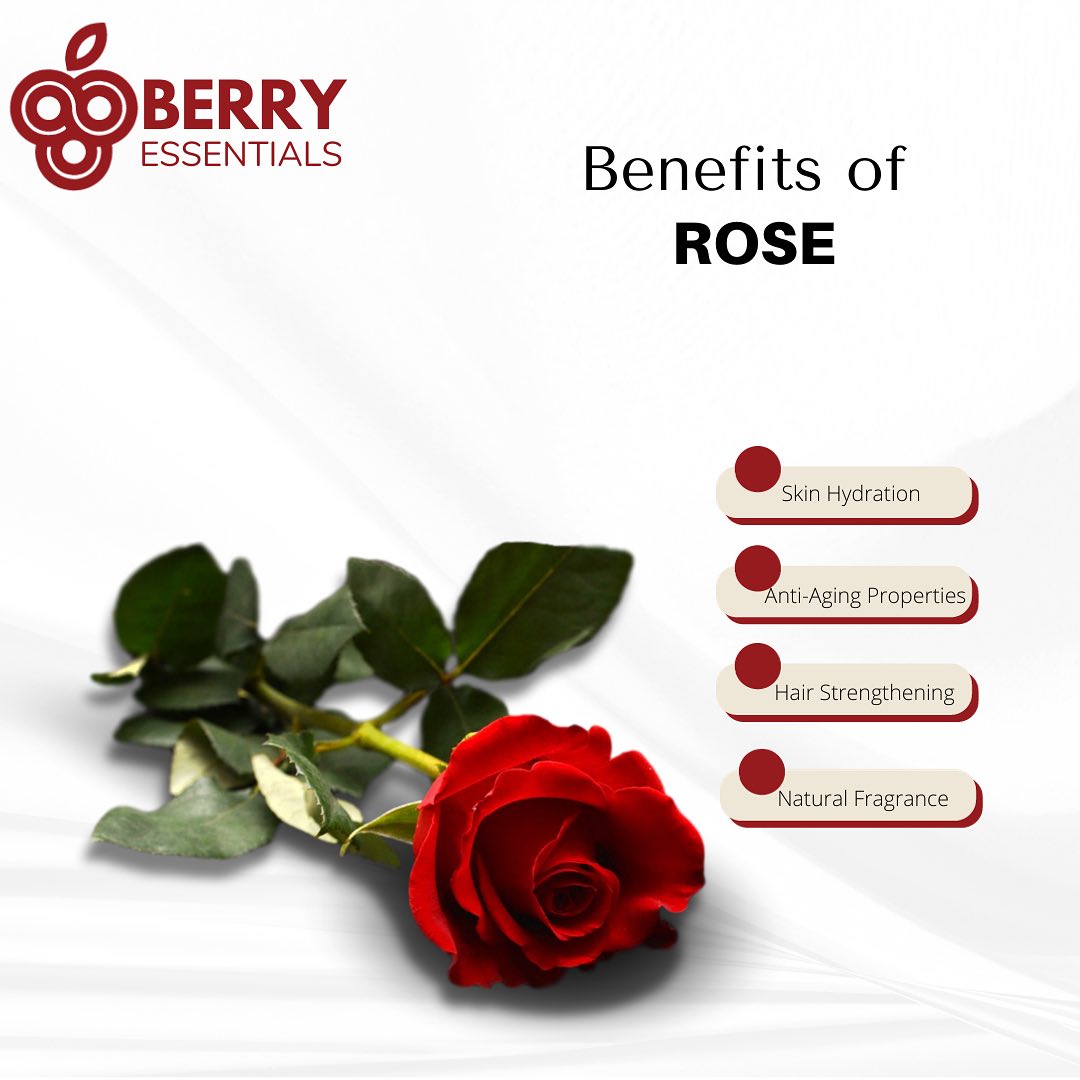 BERRY
ESSENTIALS
Benefits of
ROSE
Skin Hydration
Anti-Aging Properties
Hair Strengthening
Natural Fragrance